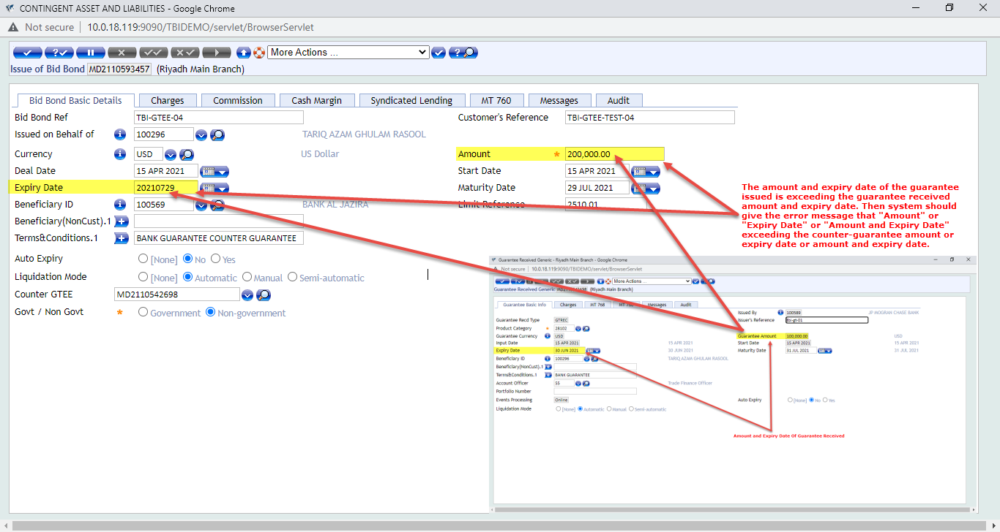 CONTINGENT ASSET AND LIABILITIES - Google Chrome
Not secure 10.0.18.119:9090/TBIDEMO/servlet/BrowserServlet
More Actions ...
Issue of Bid Bond MD2110593457 (Riyadh Main Branch)
Bid Bond Basic Details Charges Commission Cash Margin Syndicated Lending MT 760 Messages Audit
Bid Bond Ref TBI-GTEE-04 Customer's Reference TBI-GTEE-TEST-04
Issued on Behalf of 100296 TARIQ AZAM GHULAM RASOOL
Currency USD US Dollar Amount * 200,000.00
Deal Date 15 APR 2021 Start Date 15 APR 2021
Expiry Date 20210729 Maturity Date 29 JUL 2021
Beneficiary ID 100569 BANK AL JAZIRA Limit Reference 2510.01
Beneficiary(NonCust).1
Terms&Conditions.1 BANK GUARANTEE COUNTER GUARANTEE
Auto Expiry [None] No Yes
Liquidation Mode [None] Automatic Manual Semi-automatic
Counter GTEE MD2110542698
Govt / Non Govt * Government Non-government
The amount and expiry date of the guarantee
issued is exceeding the guarantee received
amount and expiry date. Then system should
give the error message that "Amount" or
"Expiry Date" or "Amount and Expiry Date"
exceeding the counter-guarantee amount or
expiry date or amount and expiry date.
Guarantee Received Generic - Riyadh Main Branch - Google Chrome
Not secure 10.0.18.119:9090/TBIDEMO/servlet/BrowserServlet
More Actions ...
Guarantee Received Generic (Riyadh Main Branch)
Guarantee Basic Info Charges MT 768 Messages Audit
Issued By 100589 JP MOGRAN CHASE BANK
Guarantee Recd Type GTREC Issuer's Reference tbi-gt-01
Product Category * 28102
Guarantee Currency USD Guarantee Amount 100,000.00 USD
Input Date 15 APR 2021 15 APR 2021 Start Date 15 APR 2021 15 APR 2021
Expiry Date 30 JUN 2021 30 JUN 2021 Maturity Date 31 JUL 2021 31 JUL 2021
Beneficiary ID 100296 TARIQ AZAM GHULAM RASOOL
Beneficiary(NonCust).1
Terms&Conditions.1 BANK GUARANTEE
Account Officer 55 Trade Finance Officer
Portfolio Number
Events Processing Online Auto Expiry [None] No Yes
Liquidation Mode [None] Automatic Manual Semi-automatic
Amount and Expiry Date Of Guarantee Received